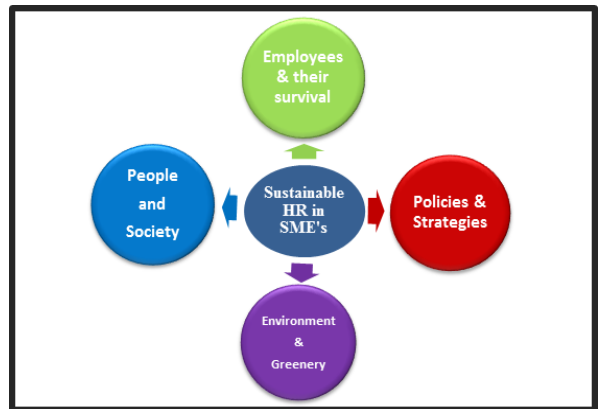 Employees
& their
survival
People
and
Society
Sustainable
HR in
SME's
Policies &
Strategies
Environment
&
Greenery